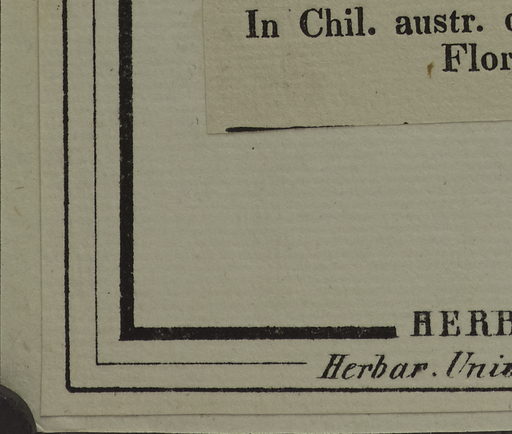 In Chil. austr.
Flor
HERB
Herbar. Univ